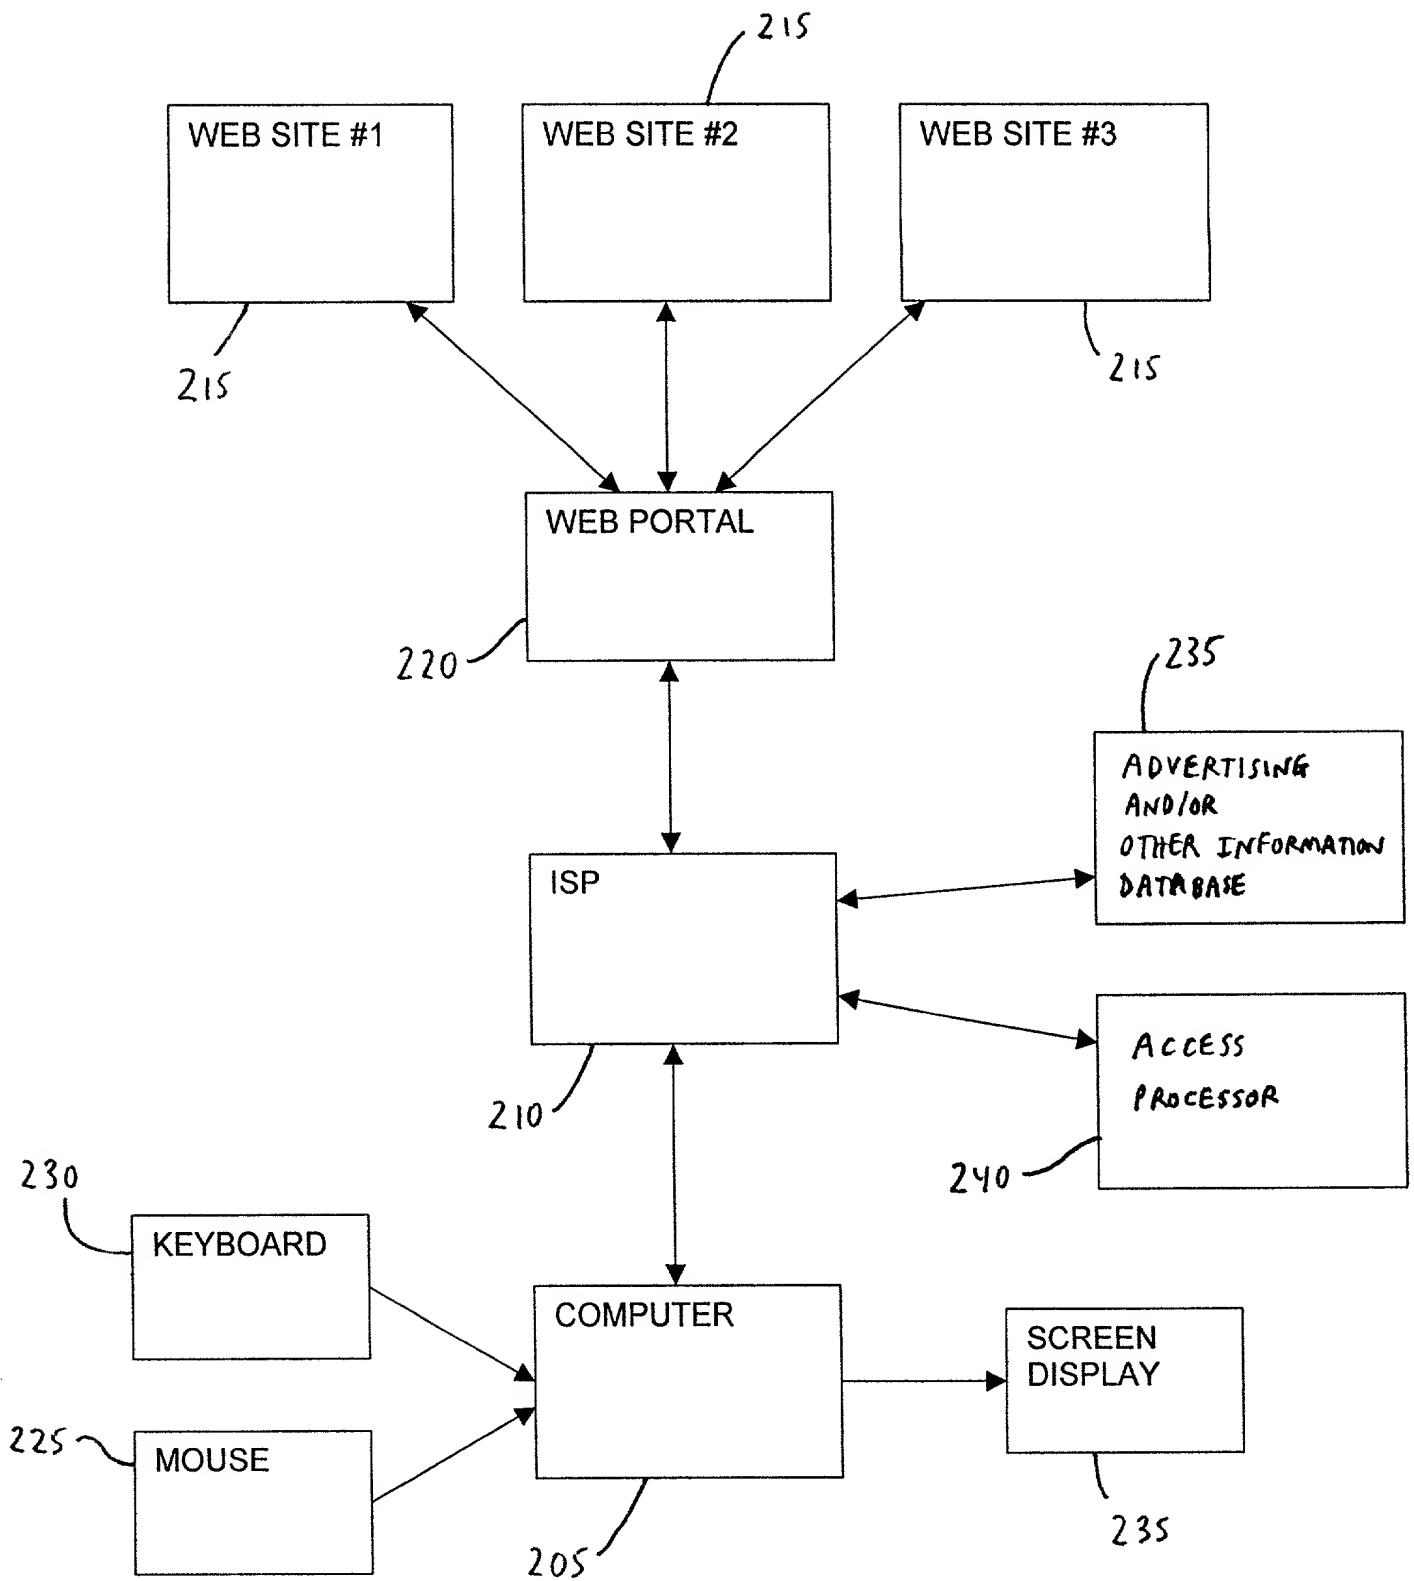 215
WEB SITE #1
WEB SITE #2
WEB SITE #3
215
215
WEB PORTAL
220
235
ADVERTISING
AND/OR
OTHER INFORMATION
DATABASE
ISP
ACCESS
PROCESSOR
210
240
230
KEYBOARD
COMPUTER
SCREEN
DISPLAY
225
MOUSE
235
205